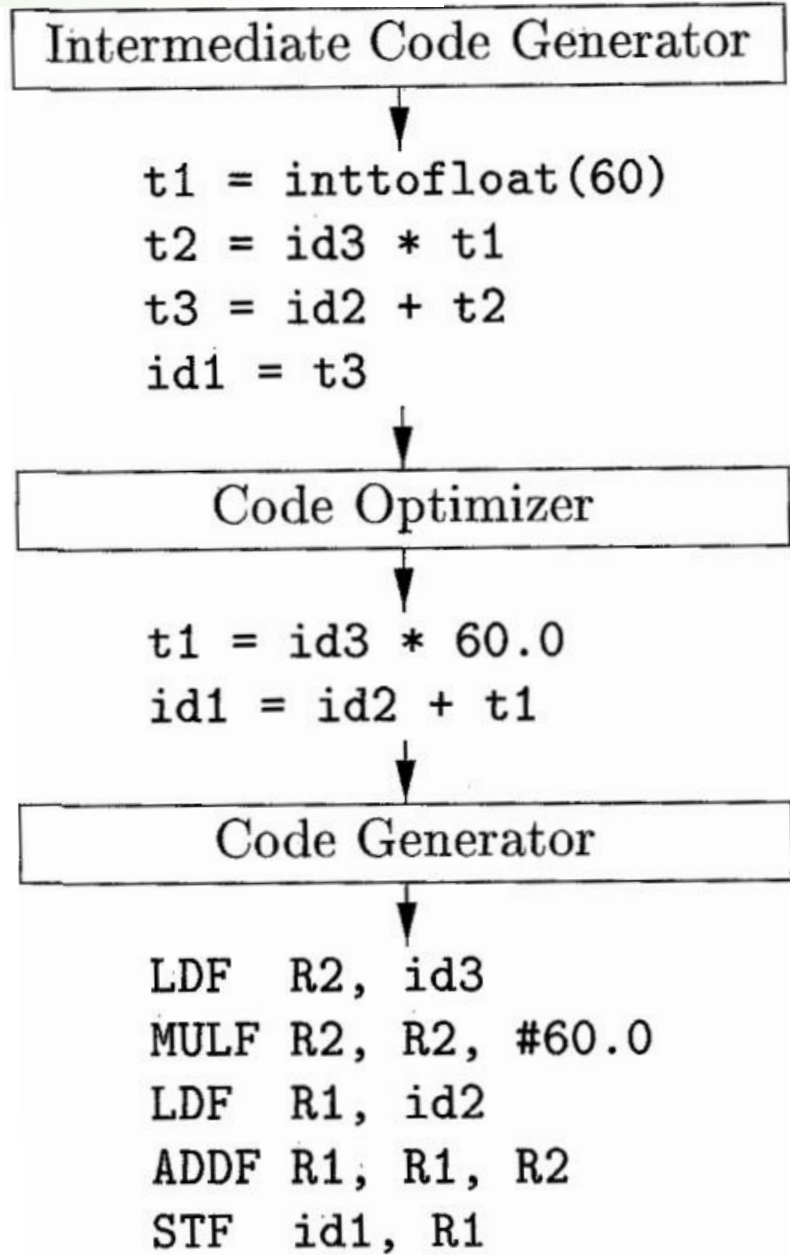 Intermediate Code Generator
t1 = inttofloat(60)
t2 = id3 * t1
t3 = id2 + t2
id1 = t3
Code Optimizer
t1 = id3 * 60.0
id1 = id2 + t1
Code Generator
LDF R2, id3
MULF R2, R2, #60.0
LDF R1, id2
ADDF R1, R1, R2
STF id1, R1